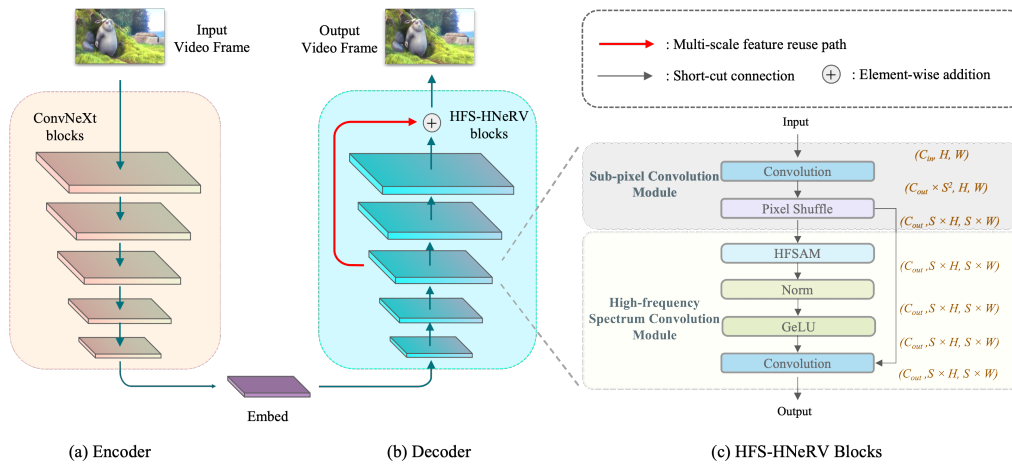 Input
Video Frame
Output
Video Frame
: Multi-scale feature reuse path
: Short-cut connection
+ : Element-wise addition
ConvNeXt
blocks
+
HFS-HNeRV
blocks
Embed
Input
Sub-pixel Convolution
Module
(C_in, H, W)
Convolution
(C_out × S², H, W)
Pixel Shuffle
(C_out , S × H, S × W)
HFSAM
(C_out , S × H, S × W)
Norm
High-frequency
Spectrum Convolution
Module
(C_out , S × H, S × W)
GeLU
(C_out , S × H, S × W)
Convolution
(C_out , S × H, S × W)
Output
(a) Encoder
(b) Decoder
(c) HFS-HNeRV Blocks